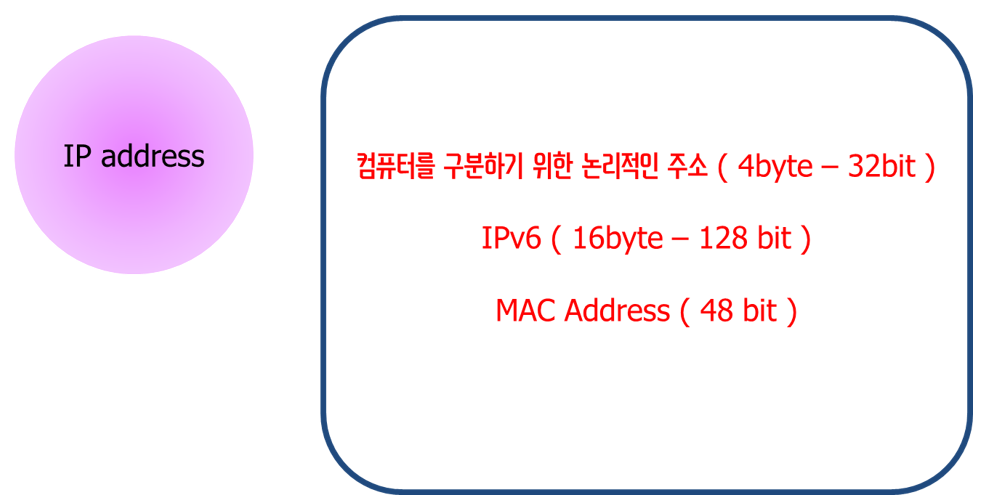 IP address
컴퓨터를 구분하기 위한 논리적민 주소 ( 4byte – 32bit )
IPv6 ( 16byte – 128 bit )
MAC Address ( 48 bit )